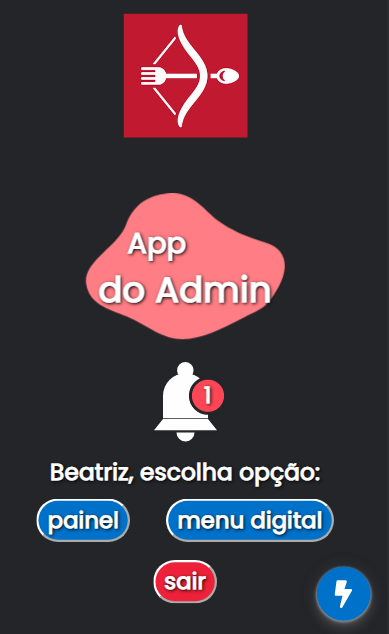 App
do Admin
1
Beatriz, escolha opção:
painel menu digital
sair